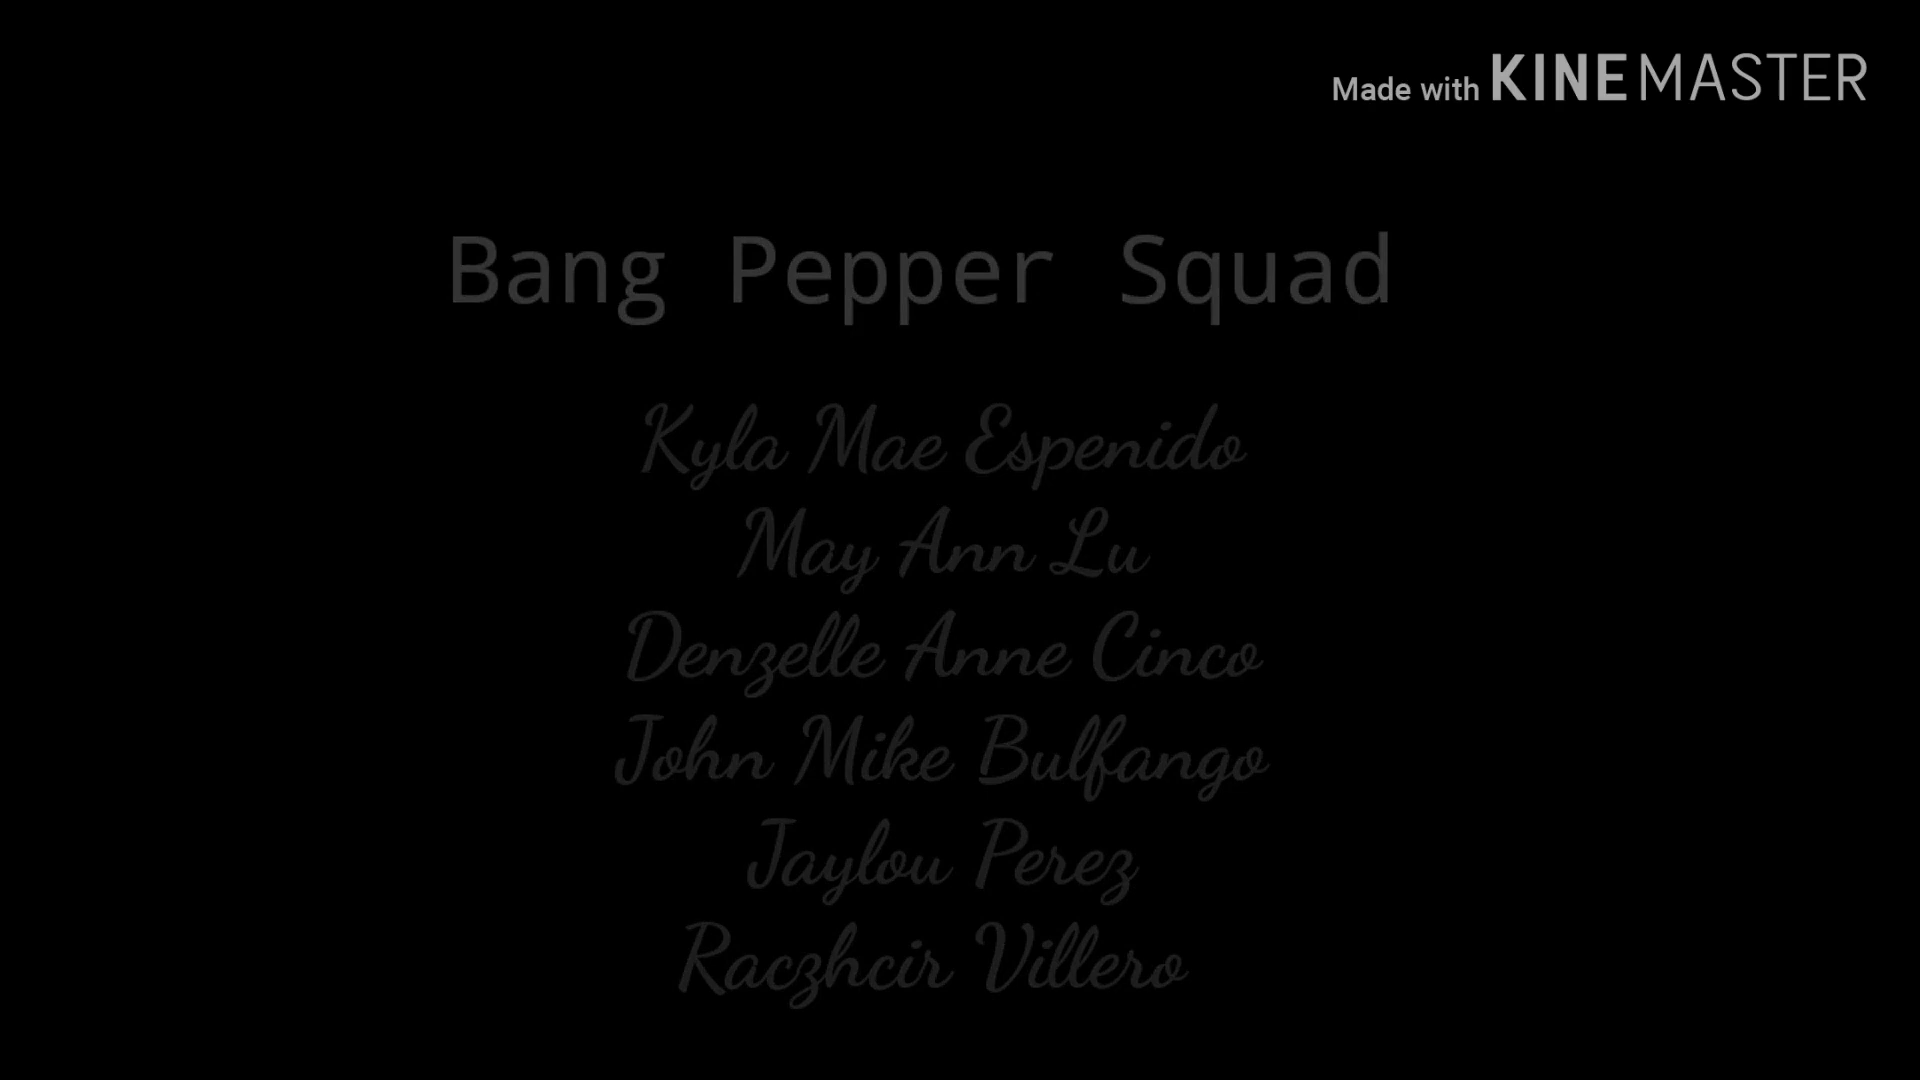 Made with KINEMASTER
Bang Pepper Squad
Kyla Mae Espenido
May Ann Lu
Denzelle Anne Cinco
John Mike Bulfango
Jaylou Perez
Raczhcir Villero